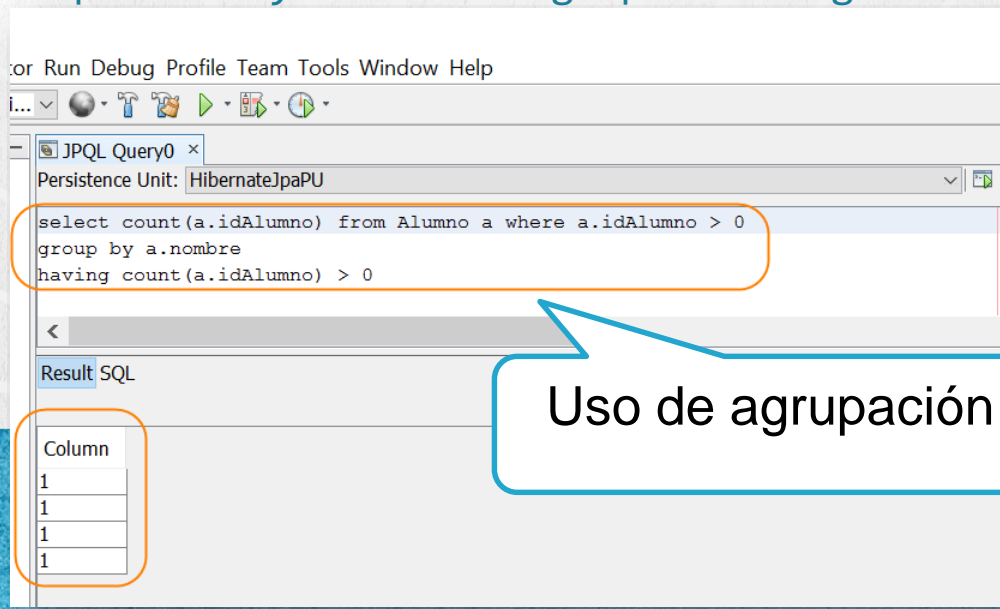 tor Run Debug Profile Team Tools Window Help
i...
JPQL Query0 ×
Persistence Unit: HibernateJpaPU
select count(a.idAlumno) from Alumno a where a.idAlumno > 0
group by a.nombre
having count(a.idAlumno) > 0
Result SQL
Uso de agrupación
Column
1
1
1
1